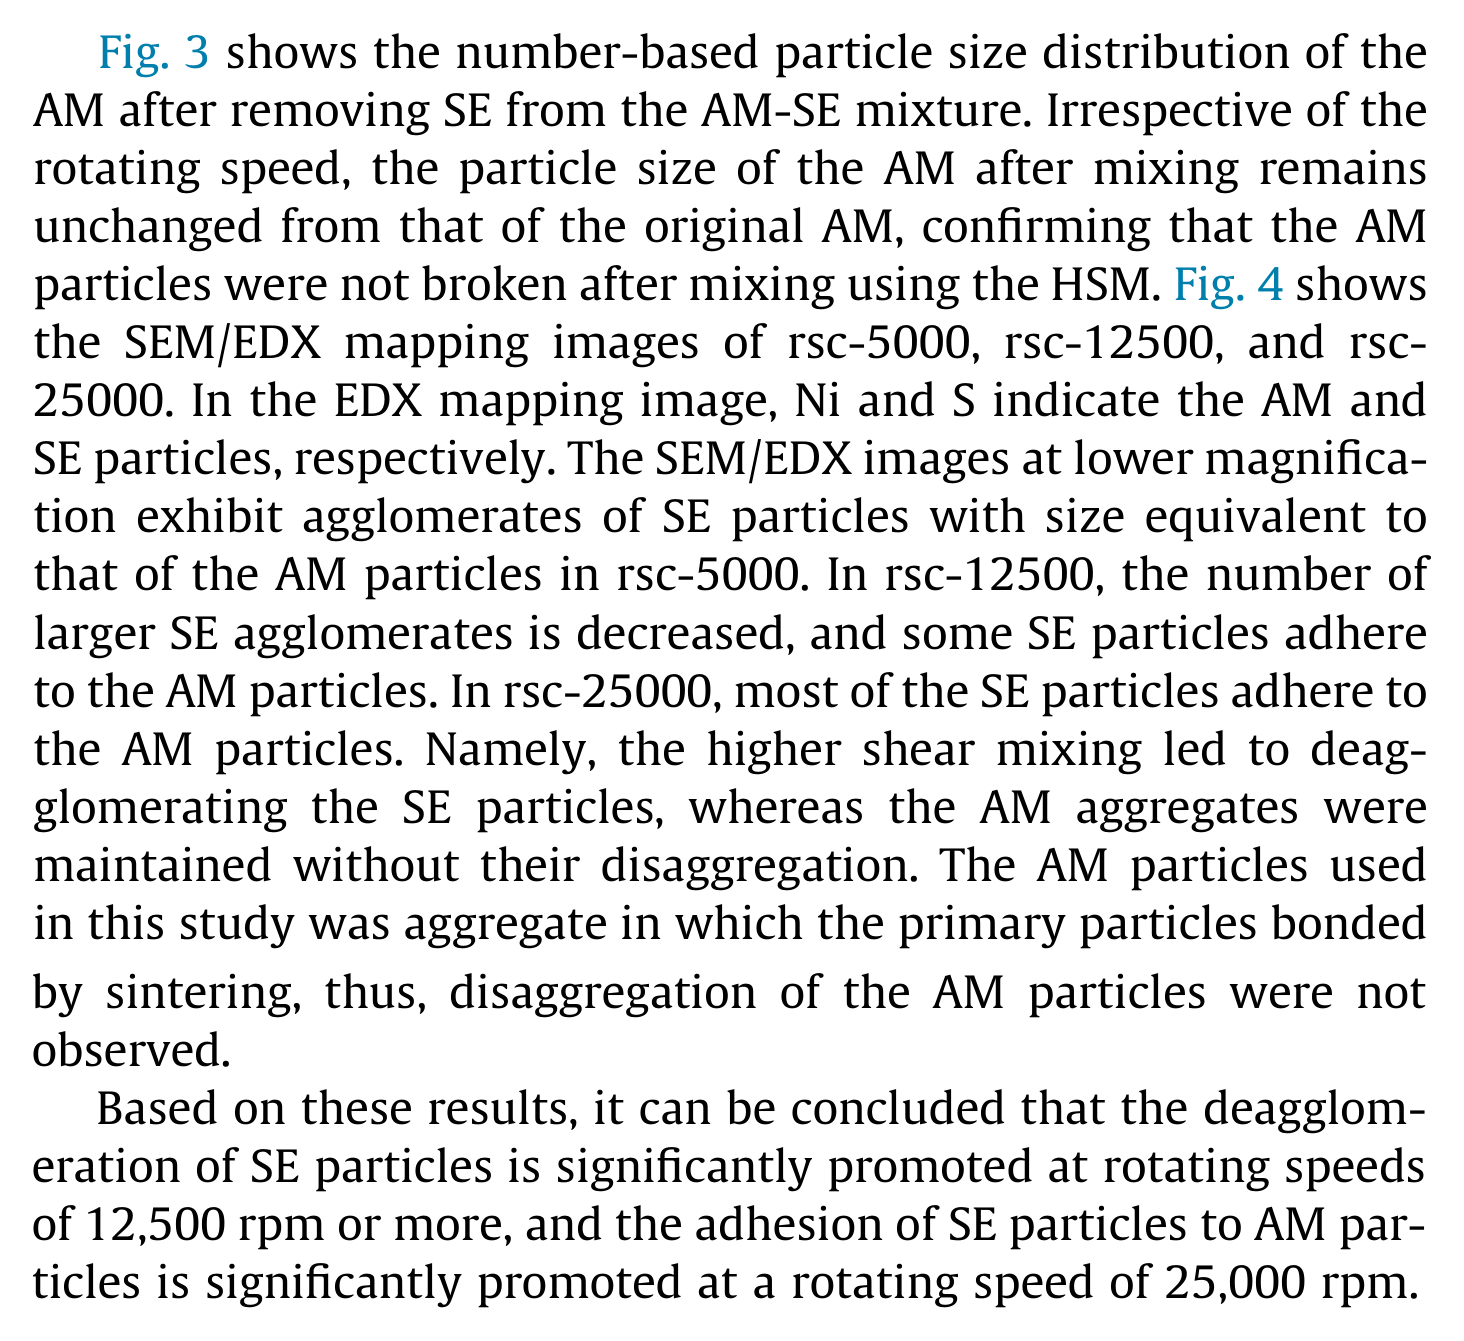 Fig. 3 shows the number-based particle size distribution of the
AM after removing SE from the AM-SE mixture. Irrespective of the
rotating speed, the particle size of the AM after mixing remains
unchanged from that of the original AM, confirming that the AM
particles were not broken after mixing using the HSM. Fig. 4 shows
the SEM/EDX mapping images of rsc-5000, rsc-12500, and rsc-
25000. In the EDX mapping image, Ni and S indicate the AM and
SE particles, respectively. The SEM/EDX images at lower magnifica-
tion exhibit agglomerates of SE particles with size equivalent to
that of the AM particles in rsc-5000. In rsc-12500, the number of
larger SE agglomerates is decreased, and some SE particles adhere
to the AM particles. In rsc-25000, most of the SE particles adhere to
the AM particles. Namely, the higher shear mixing led to deag-
glomerating the SE particles, whereas the AM aggregates were
maintained without their disaggregation. The AM particles used
in this study was aggregate in which the primary particles bonded
by sintering, thus, disaggregation of the AM particles were not
observed.
Based on these results, it can be concluded that the deagglom-
eration of SE particles is significantly promoted at rotating speeds
of 12,500 rpm or more, and the adhesion of SE particles to AM par-
ticles is significantly promoted at a rotating speed of 25,000 rpm.